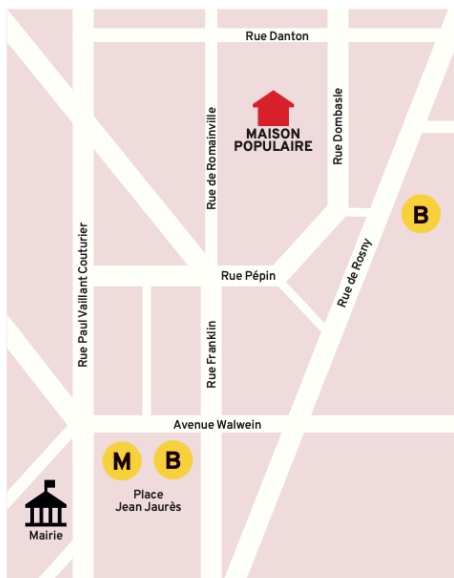 Rue Danton
Rue de Romainville
MAISON
POPULAIRE
Rue Dombasle
B
Rue Paul Vaillant Couturier
Rue Pépin
Rue de Rosny
Rue Franklin
Avenue Walwein
M
B
Place
Jean Jaurès
Mairie